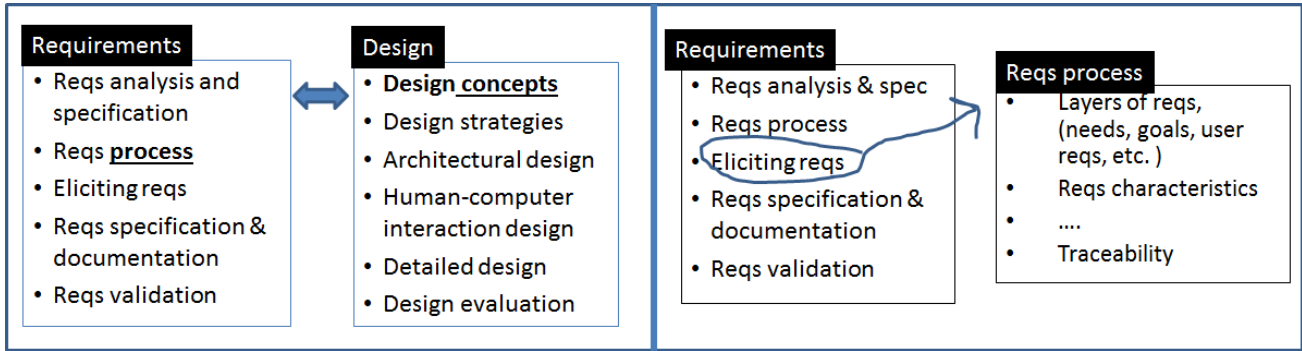 Requirements
• Reqs analysis and
specification
• Reqs process
• Eliciting reqs
• Reqs specification &
documentation
• Reqs validation
Design
• Design concepts
• Design strategies
• Architectural design
• Human-computer
interaction design
• Detailed design
• Design evaluation
Requirements
• Reqs analysis & spec
• Reqs process
• Eliciting reqs
• Reqs specification &
documentation
• Reqs validation
Reqs process
• Layers of reqs,
(needs, goals, user
reqs, etc. )
• Reqs characteristics
• ....
• Traceability